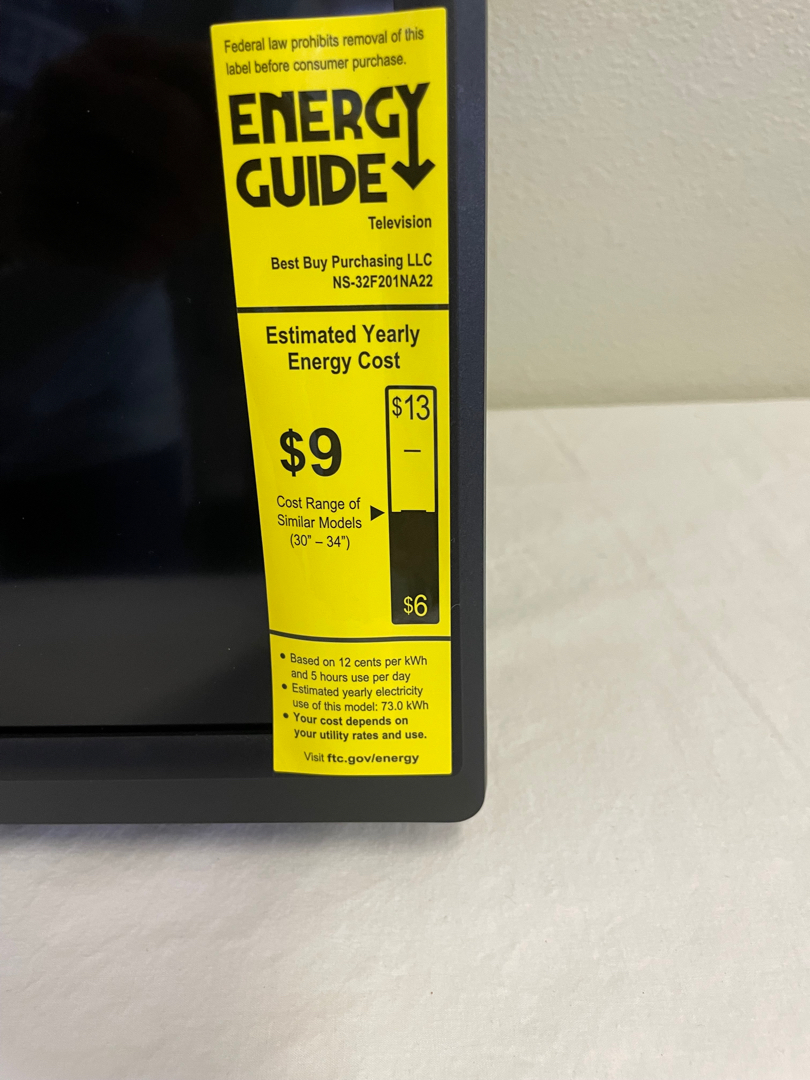 Federal law prohibits removal of this
label before consumer purchase.
ENERGY
GUIDE
Television
Best Buy Purchasing LLC
NS-32F201NA22
Estimated Yearly
Energy Cost
$13
–
$9
Cost Range of
Similar Models
(30" – 34")
$6
• Based on 12 cents per kWh
and 5 hours use per day
• Estimated yearly electricity
use of this model: 73.0 kWh
• Your cost depends on
your utility rates and use.
Visit ftc.gov/energy